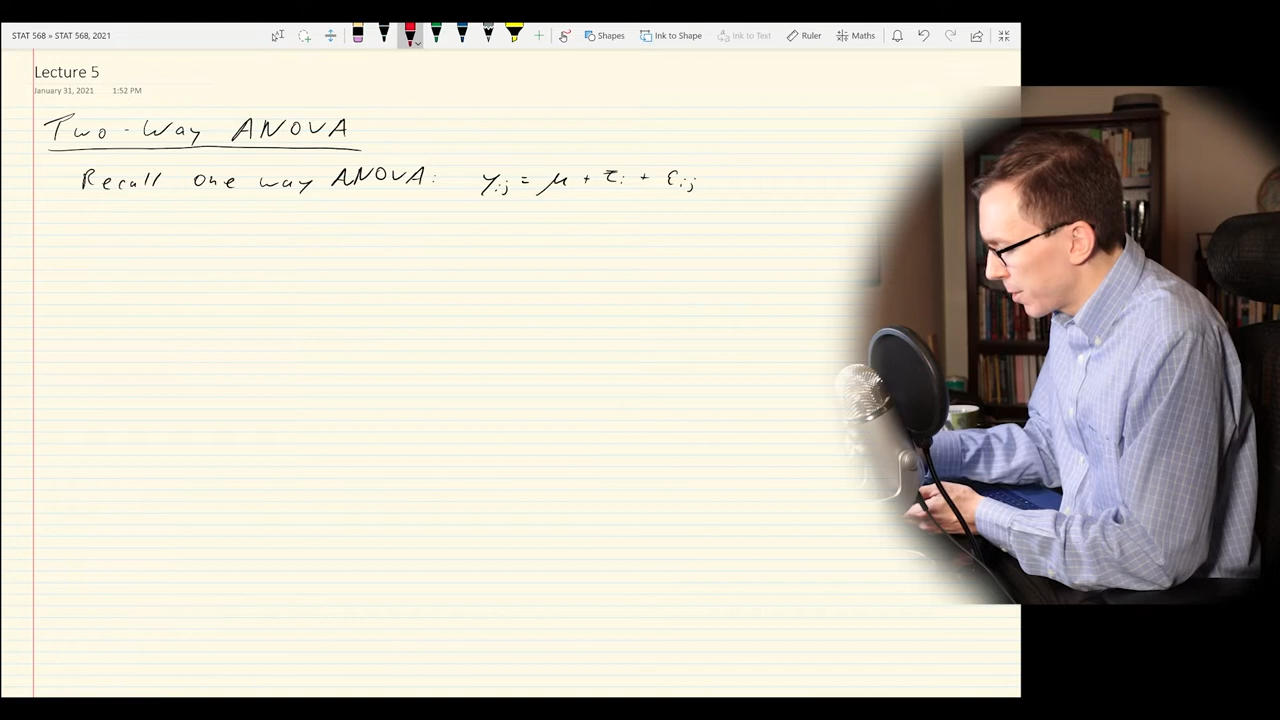 STAT 568 » STAT 568, 2021
Shapes Ink to Shape Ink to Text Ruler Maths
Lecture 5
January 31, 2021 1:52 PM
Two-Way ANOVA
Recall one way ANOVA: yij = μ + τi + εij